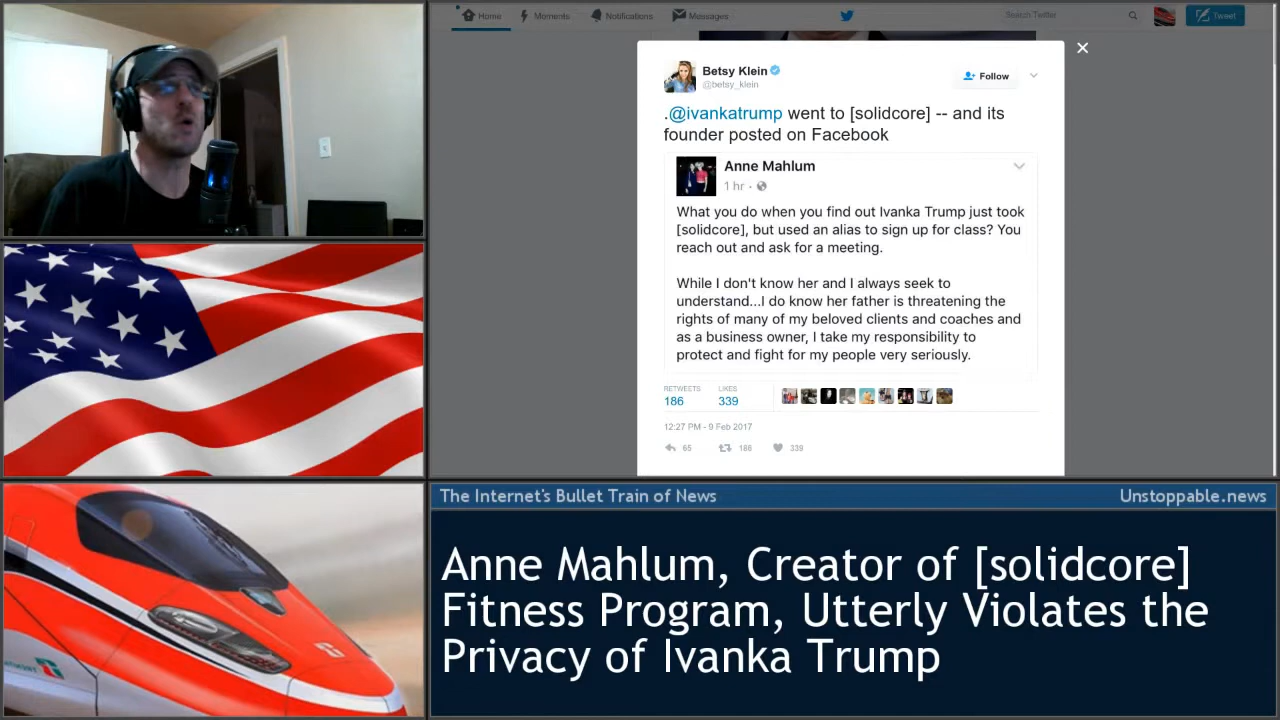 Home Moments Notifications Messages Search Twitter Tweet
Betsy Klein
@betsy_klein
Follow
.@ivankatrump went to [solidcore] -- and its
founder posted on Facebook
Anne Mahlum
1 hr ·
What you do when you find out Ivanka Trump just took
[solidcore], but used an alias to sign up for class? You
reach out and ask for a meeting.
While I don't know her and I always seek to
understand...I do know her father is threatening the
rights of many of my beloved clients and coaches and
as a business owner, I take my responsibility to
protect and fight for my people very seriously.
RETWEETS LIKES
186 339
12:27 PM - 9 Feb 2017
65 186 339
The Internet's Bullet Train of News Unstoppable.news
Anne Mahlum, Creator of [solidcore]
Fitness Program, Utterly Violates the
Privacy of Ivanka Trump